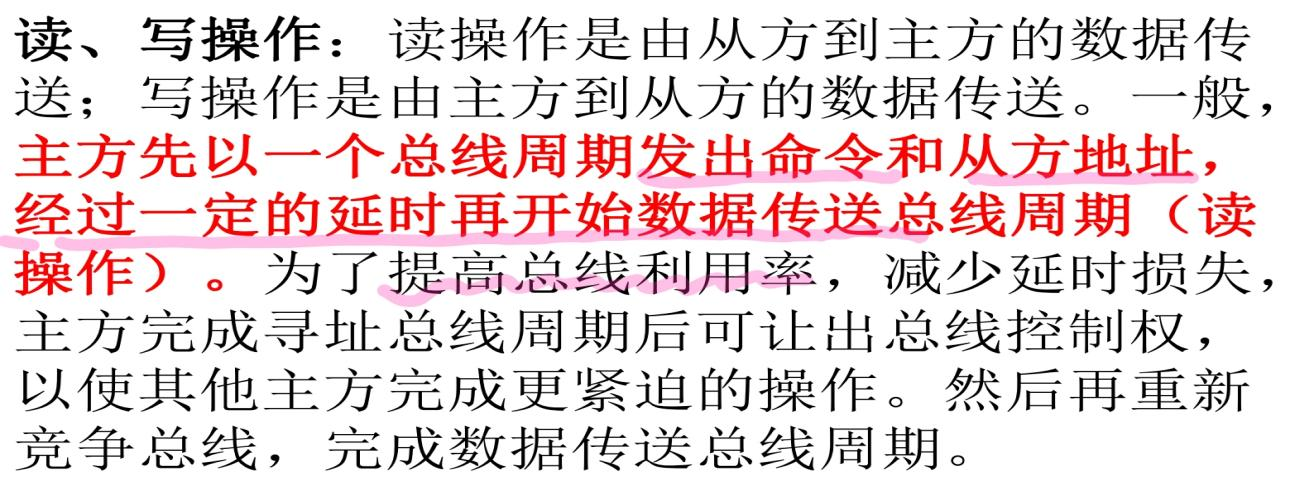 读、写操作：读操作是由从方到主方的数据传
送；写操作是由主方到从方的数据传送。一般，
主方先以一个总线周期发出命令和从方地址，
经过一定的延时再开始数据传送总线周期（读
操作）。为了提高总线利用率，减少延时损失，
主方完成寻址总线周期后可让出总线控制权，
以使其他主方完成更紧迫的操作。然后再重新
竞争总线，完成数据传送总线周期。